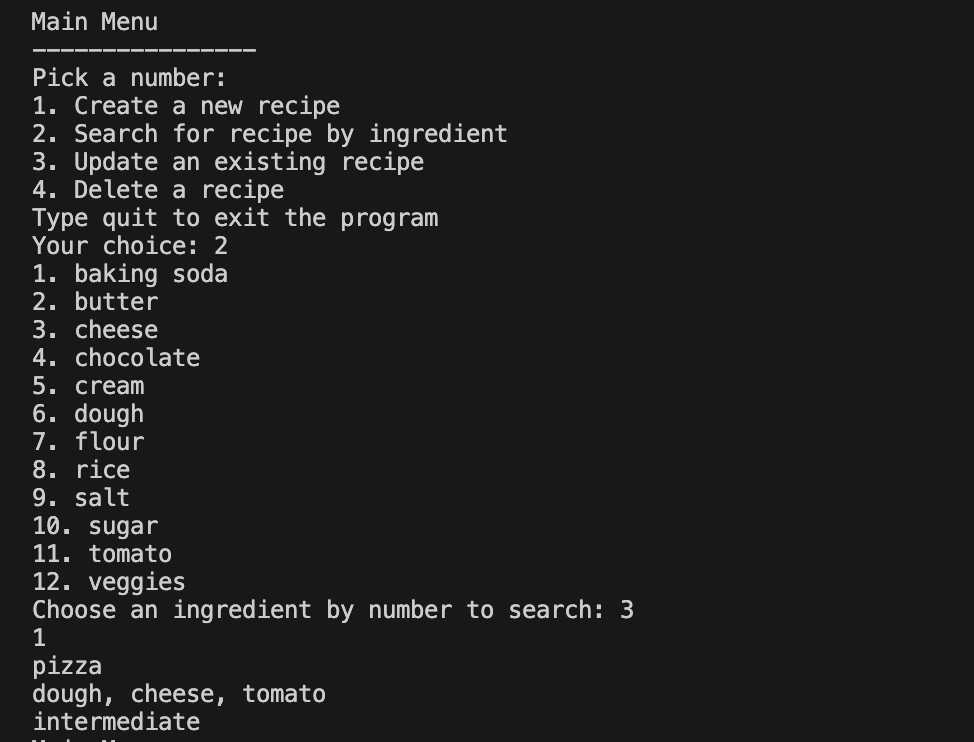 Main Menu
----------------
Pick a number:
1. Create a new recipe
2. Search for recipe by ingredient
3. Update an existing recipe
4. Delete a recipe
Type quit to exit the program
Your choice: 2
1. baking soda
2. butter
3. cheese
4. chocolate
5. cream
6. dough
7. flour
8. rice
9. salt
10. sugar
11. tomato
12. veggies
Choose an ingredient by number to search: 3
1
pizza
dough, cheese, tomato
intermediate